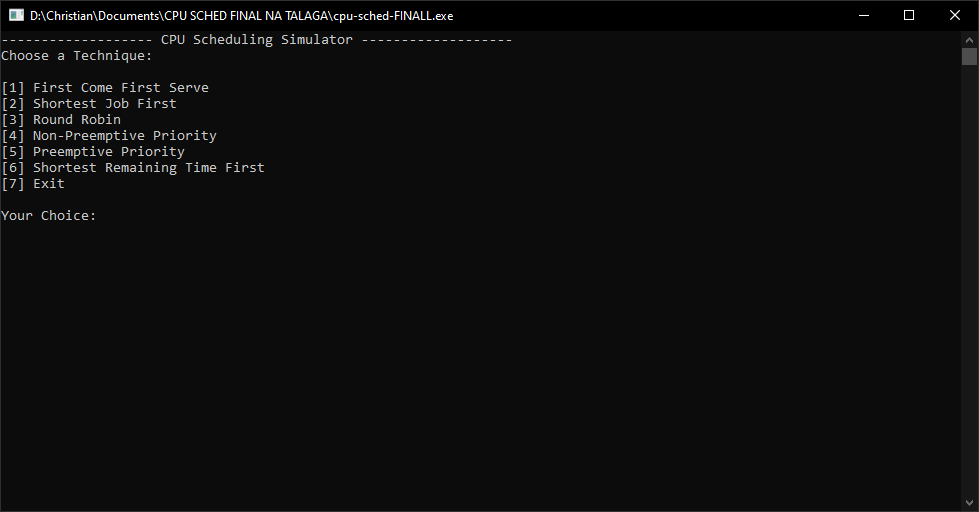 D:\Christian\Documents\CPU SCHED FINAL NA TALAGA\cpu-sched-FINALL.exe
------------------- CPU Scheduling Simulator -------------------
Choose a Technique:
[1] First Come First Serve
[2] Shortest Job First
[3] Round Robin
[4] Non-Preemptive Priority
[5] Preemptive Priority
[6] Shortest Remaining Time First
[7] Exit
Your Choice: